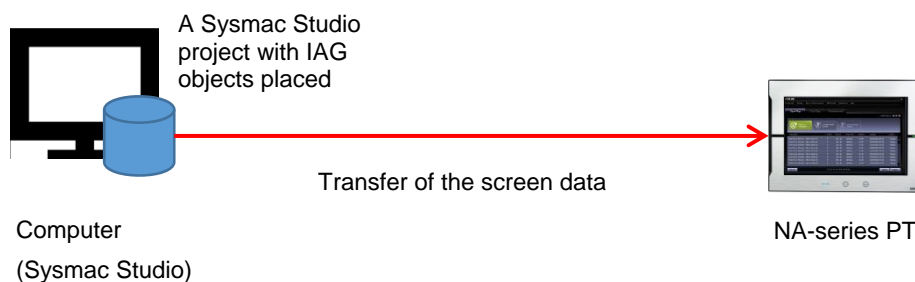 A Sysmac Studio
project with IAG
objects placed
Transfer of the screen data
Computer
(Sysmac Studio)
NA-series PT